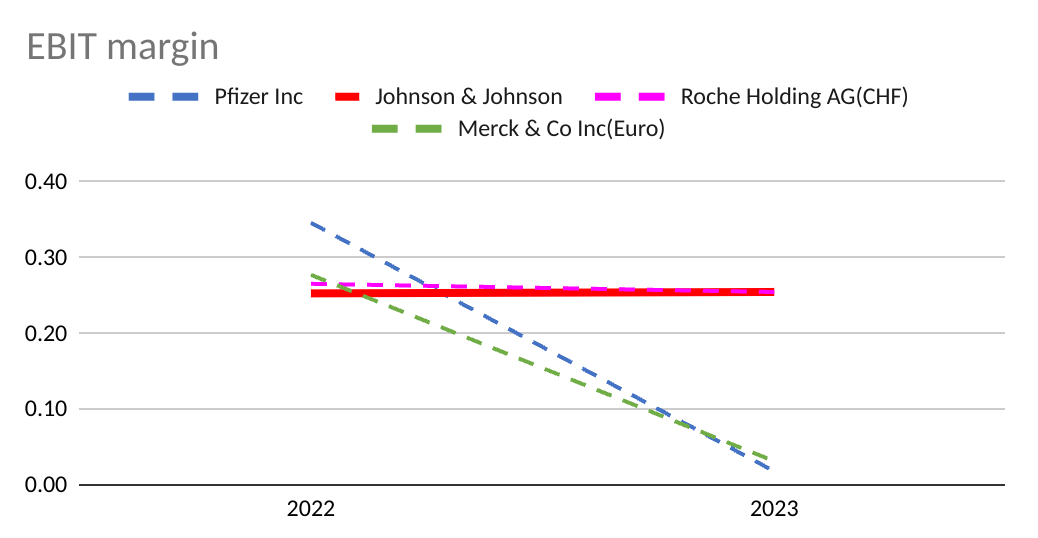 EBIT margin
Pfizer Inc Johnson & Johnson Roche Holding AG(CHF)
Merck & Co Inc(Euro)
0.40
0.30
0.20
0.10
0.00
2022 2023